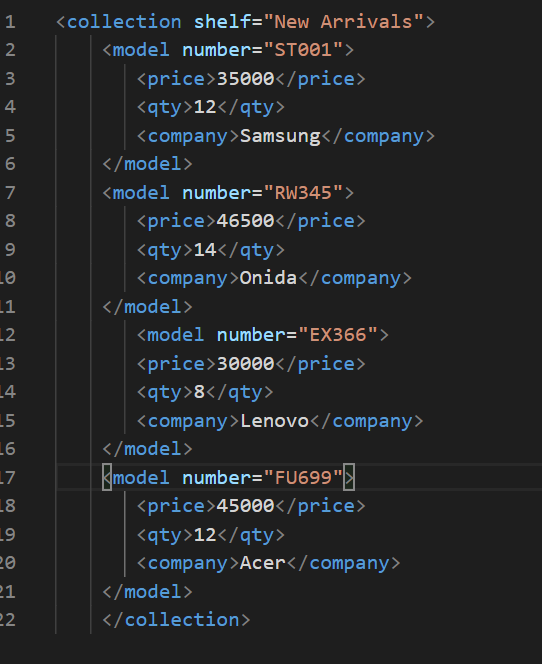 1 <collection shelf="New Arrivals">
2 <model number="ST001">
3 <price>35000</price>
4 <qty>12</qty>
5 <company>Samsung</company>
6 </model>
7 <model number="RW345">
8 <price>46500</price>
9 <qty>14</qty>
10 <company>Onida</company>
11 </model>
12 <model number="EX366">
13 <price>30000</price>
14 <qty>8</qty>
15 <company>Lenovo</company>
16 </model>
17 <model number="FU699">
18 <price>45000</price>
19 <qty>12</qty>
20 <company>Acer</company>
21 </model>
22 </collection>